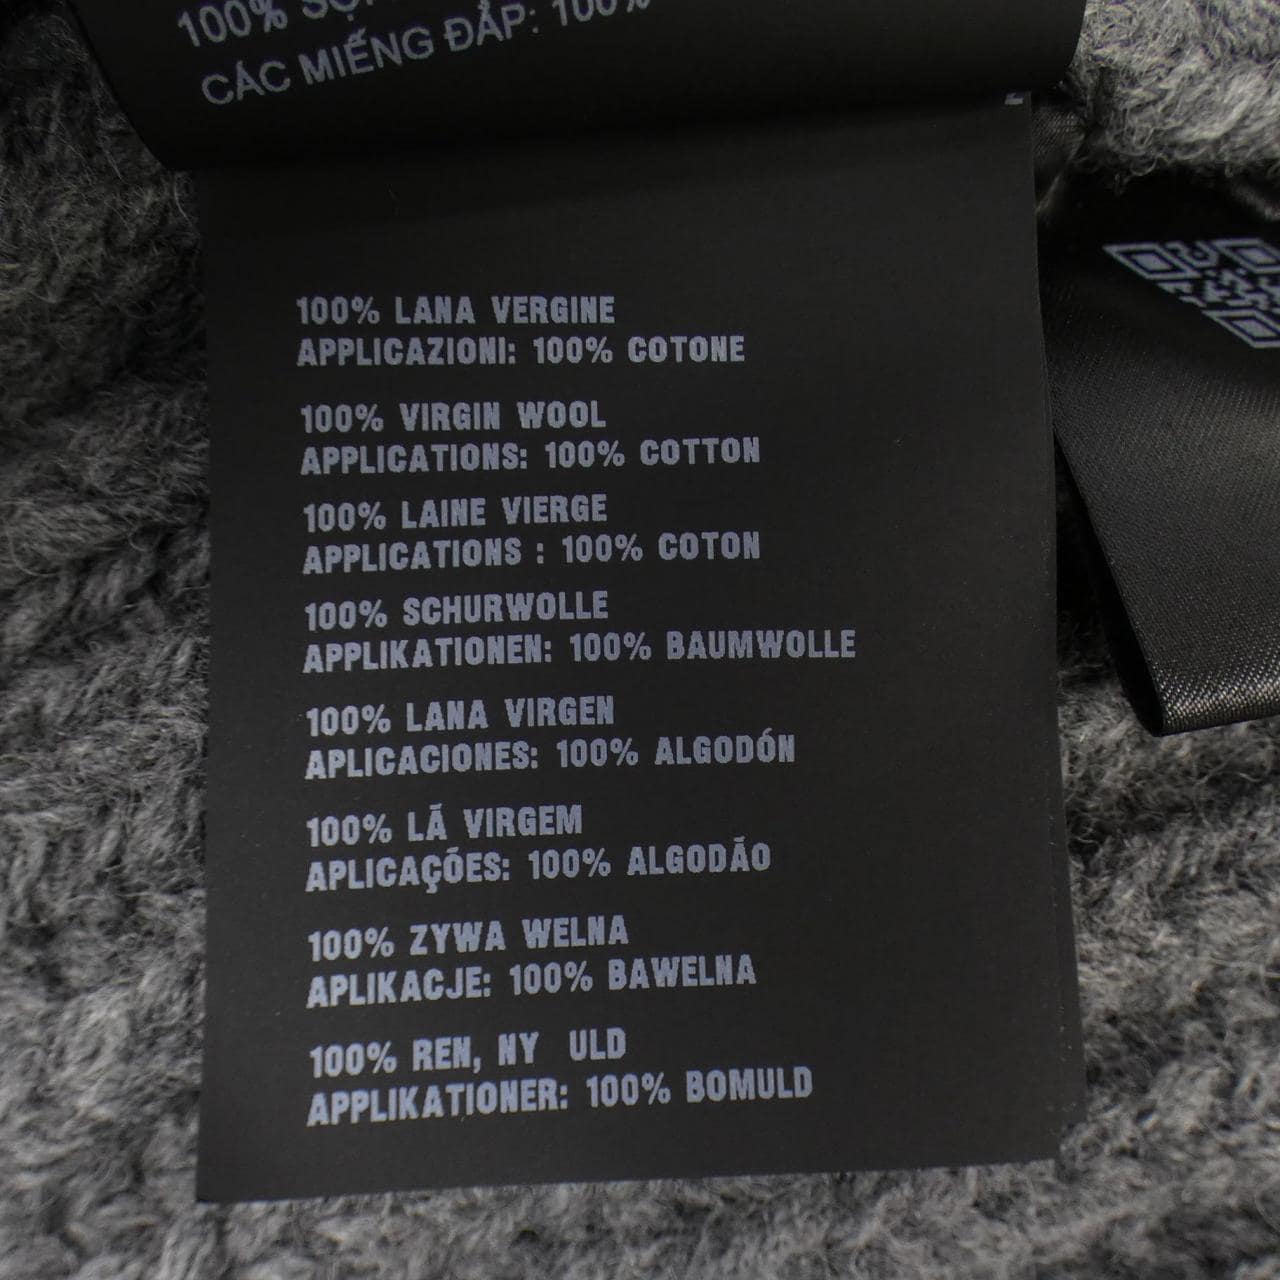 100%
CÁC MIẾNG ĐẮP: 100%
100% LANA VERGINE
APPLICAZIONI: 100% COTONE
100% VIRGIN WOOL
APPLICATIONS: 100% COTTON
100% LAINE VIERGE
APPLICATIONS : 100% COTON
100% SCHURWOLLE
APPLIKATIONEN: 100% BAUMWOLLE
100% LANA VIRGEN
APLICACIONES: 100% ALGODÓN
100% LÃ VIRGEM
APLICAÇÕES: 100% ALGODÃO
100% ZYWA WELNA
APLIKACJE: 100% BAWELNA
100% REN, NY ULD
APPLIKATIONER: 100% BOMULD